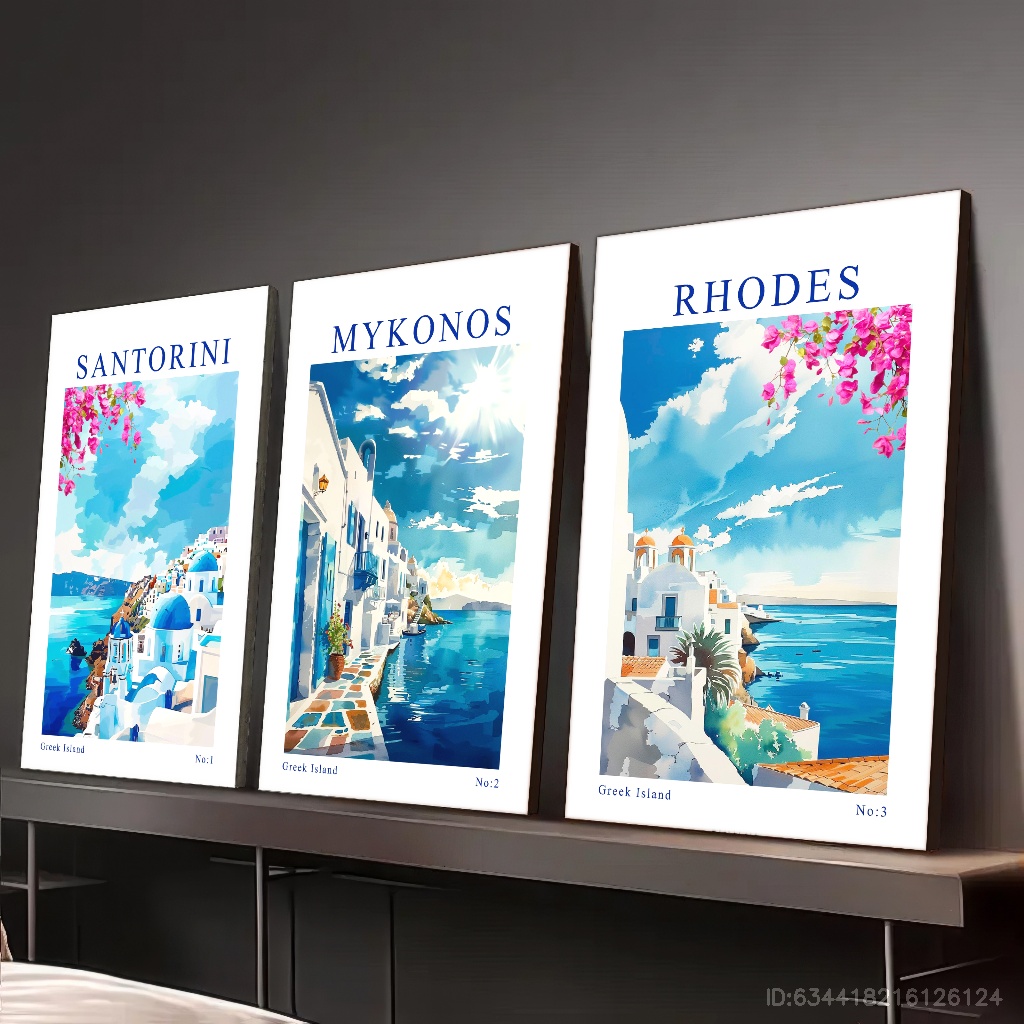 SANTORINI
Greek Island
No:1
MYKONOS
Greek Island
No:2
RHODES
Greek Island
No:3
ID:634418216126124